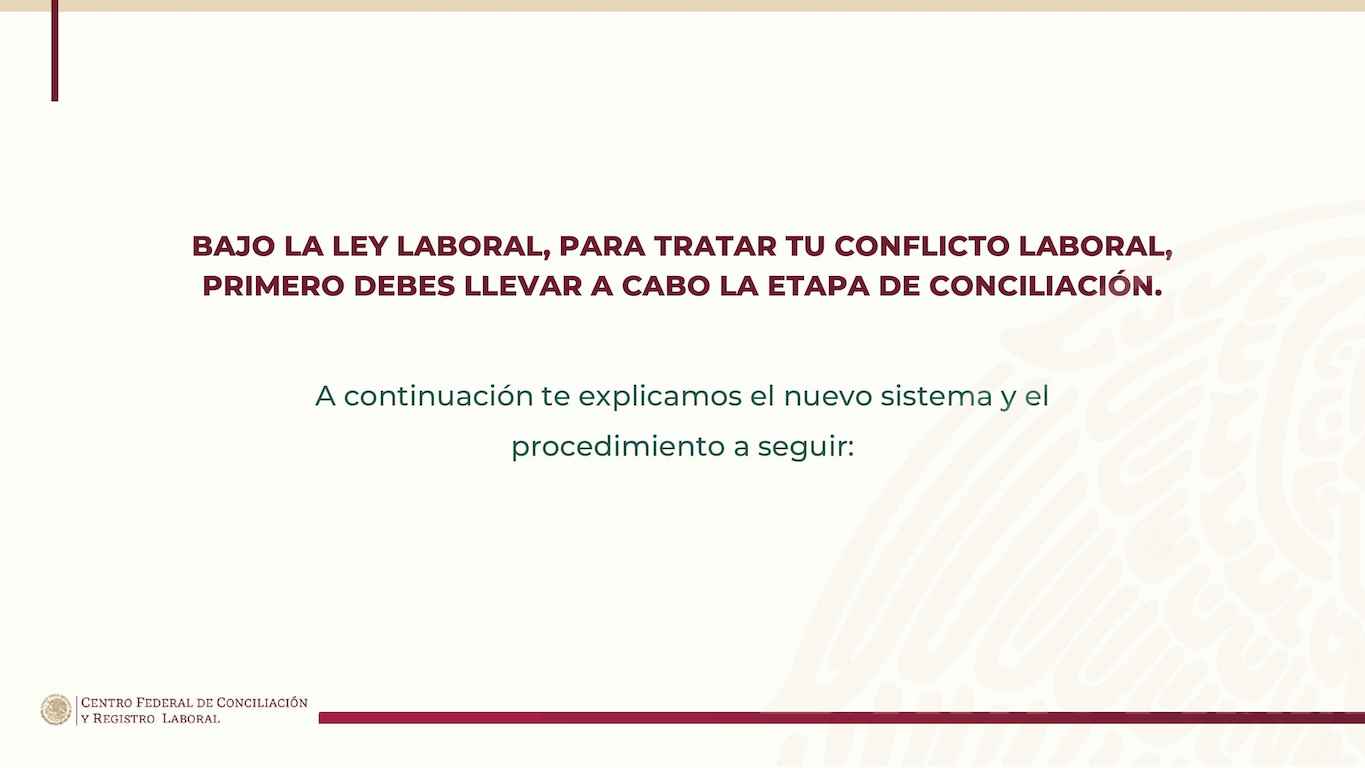 BAJO LA LEY LABORAL, PARA TRATAR TU CONFLICTO LABORAL,
PRIMERO DEBES LLEVAR A CABO LA ETAPA DE CONCILIACIÓN.
A continuación te explicamos el nuevo sistema y el
procedimiento a seguir:
CENTRO FEDERAL DE CONCILIACIÓN
Y REGISTRO LABORAL